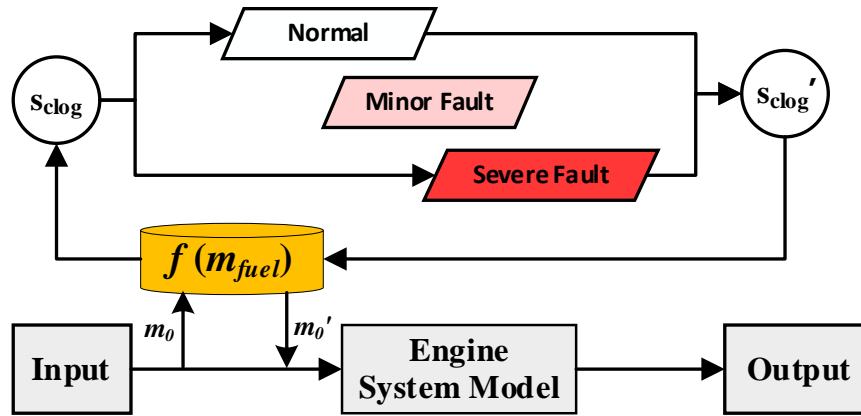 Normal
s_clog
Minor Fault
s_clog′
Severe Fault
f (m_fuel)
m_0
m_0′
Input
Engine
System Model
Output